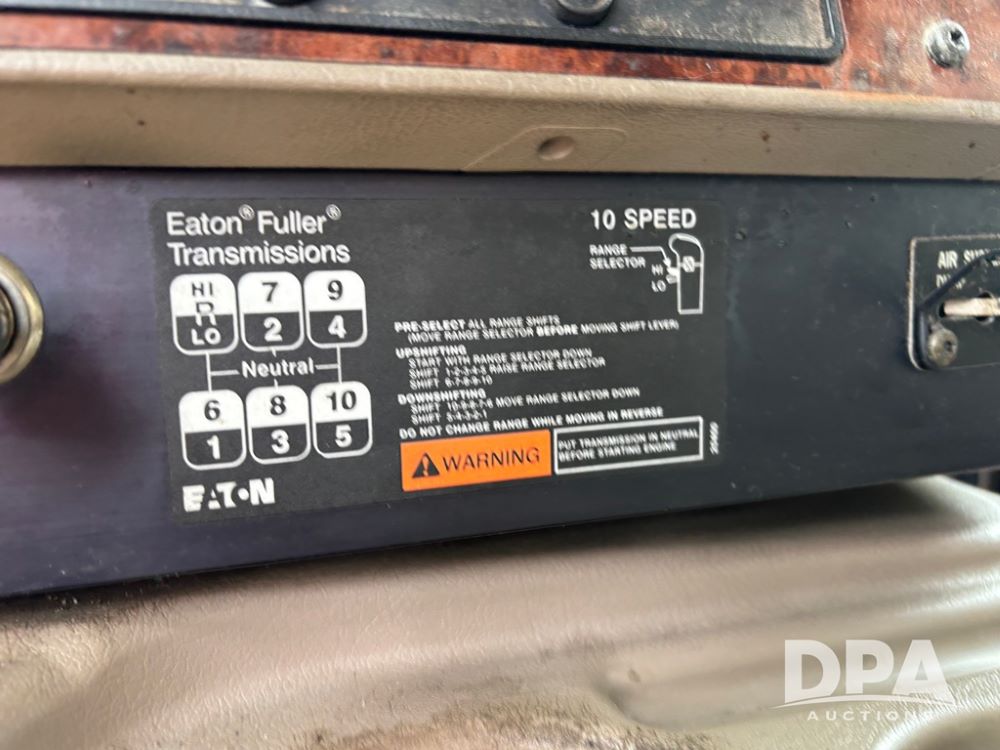 Eaton® Fuller®
Transmissions
10 SPEED
RANGE
SELECTOR
HI
LO
HI 7 9
R
LO 2 4
Neutral
6 8 10
1 3 5
PRE-SELECT ALL RANGE SHIFTS
(MOVE RANGE SELECTOR BEFORE MOVING SHIFT LEVER)
UPSHIFTING
START WITH RANGE SELECTOR DOWN
SHIFT 1-2-3-4-5 RAISE RANGE SELECTOR
SHIFT 6-7-8-9-10
DOWNSHIFTING
SHIFT 10-9-8-7-6 MOVE RANGE SELECTOR DOWN
SHIFT 5-4-3-2-1
DO NOT CHANGE RANGE WHILE MOVING IN REVERSE
WARNING
PUT TRANSMISSION IN NEUTRAL
BEFORE STARTING ENGINE
EATON
AIR
DPA
AUCTIONS